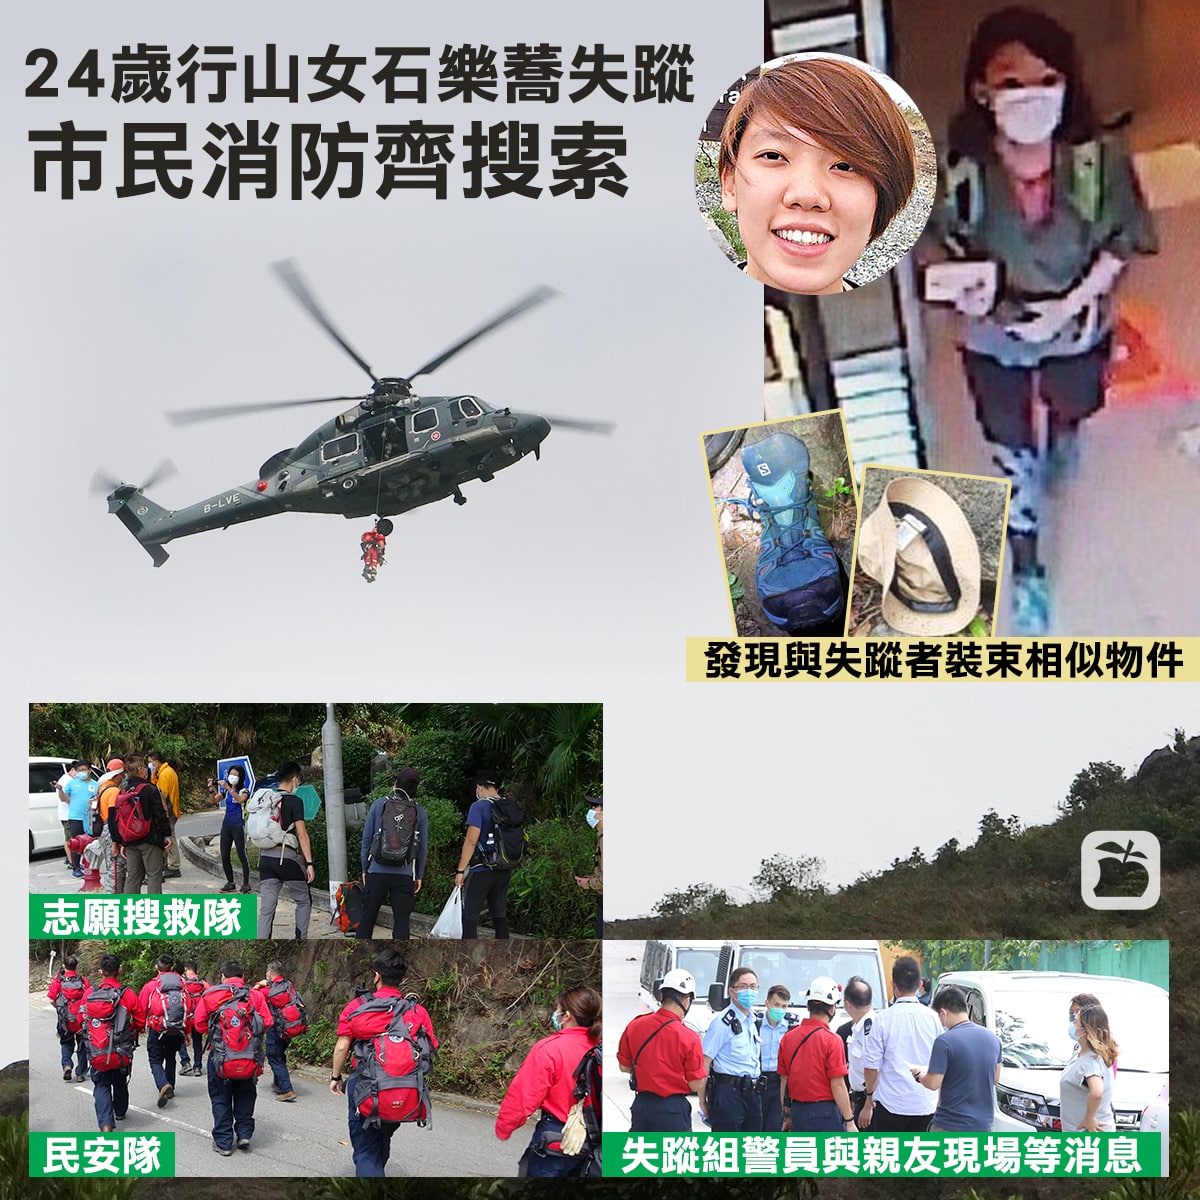 24歲行山女石樂蕎失蹤
市民消防齊搜索
B-LVE
發現與失蹤者裝束相似物件
志願搜救隊
民安隊
失蹤組警員與親友現場等消息